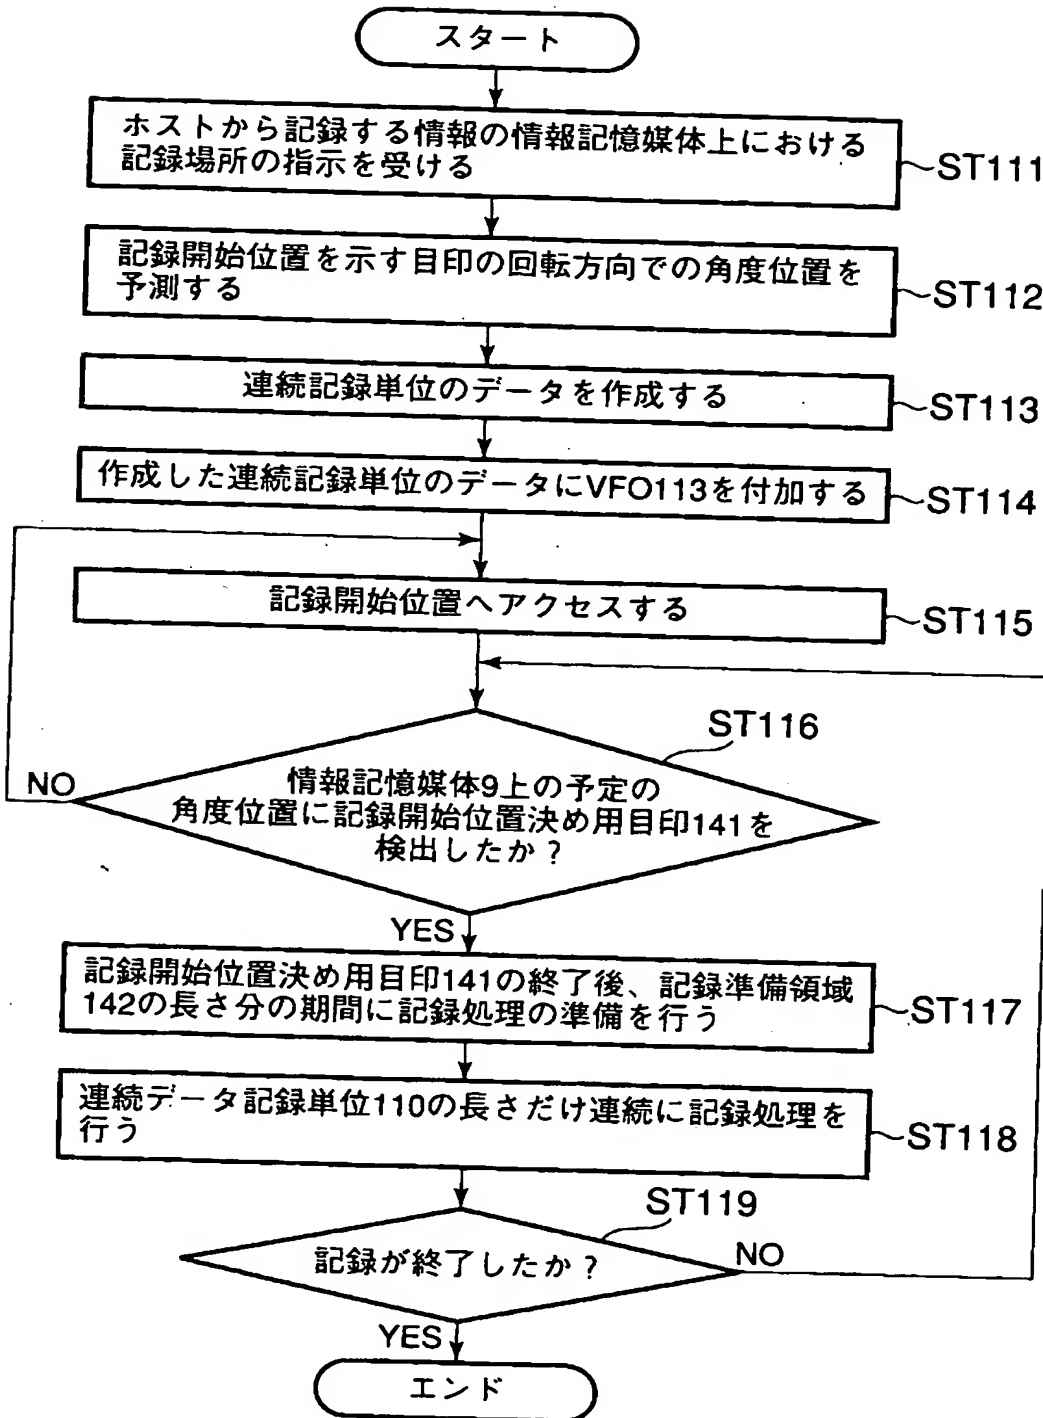 スタート
ホストから記録する情報の情報記憶媒体上における
記録場所の指示を受ける
ST111
記録開始位置を示す目印の回転方向での角度位置を
予測する
ST112
連続記録単位のデータを作成する
ST113
作成した連続記録単位のデータにVFO113を付加する
ST114
記録開始位置へアクセスする
ST115
ST116
NO
情報記憶媒体9上の予定の
角度位置に記録開始位置決め用目印141を
検出したか?
YES
記録開始位置決め用目印141の終了後、記録準備領域
142の長さ分の期間に記録処理の準備を行う
ST117
連続データ記録単位110の長さだけ連続に記録処理を
行う
ST118
ST119
記録が終了したか?
NO
YES
エンド